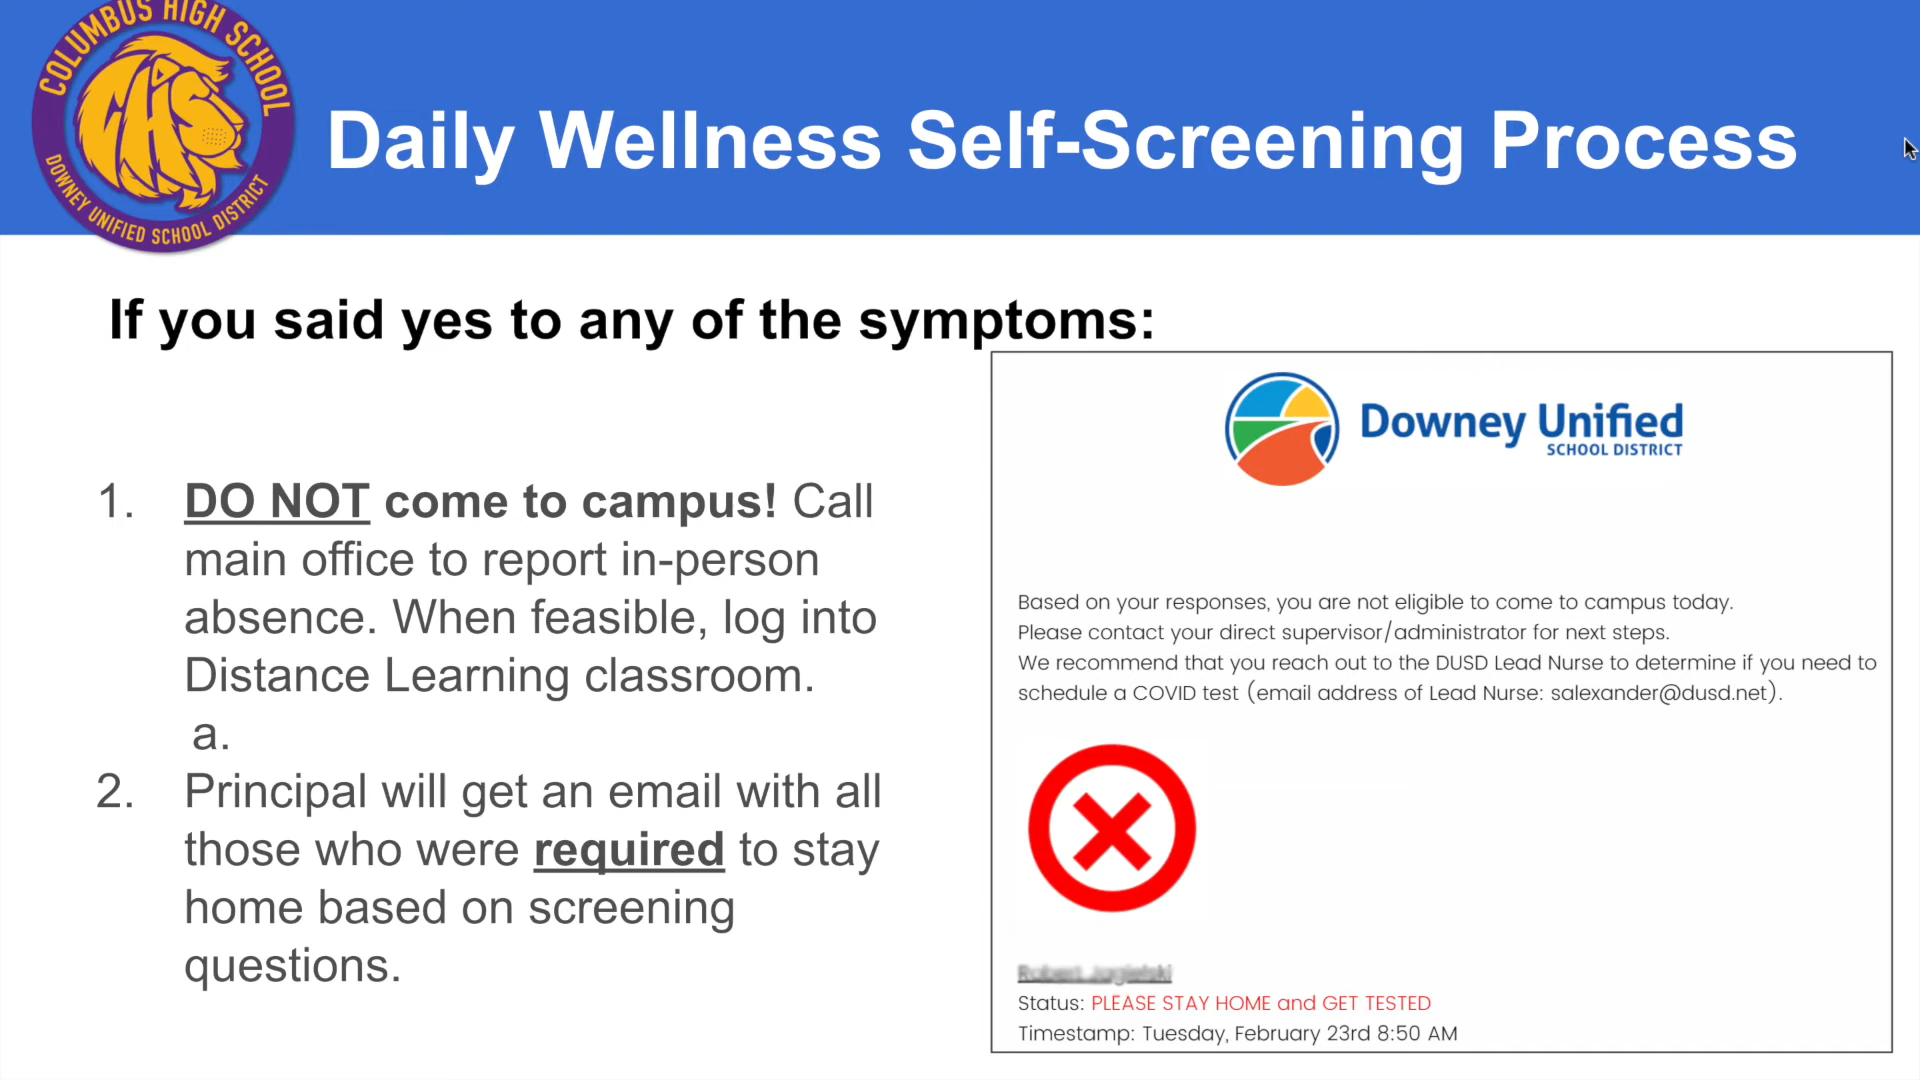 COLUMBUS HIGH SCHOOL
CHS
DOWNEY UNIFIED SCHOOL DISTRICT
Daily Wellness Self-Screening Process
If you said yes to any of the symptoms:
1. DO NOT come to campus! Call
main office to report in-person
absence. When feasible, log into
Distance Learning classroom.
a.
2. Principal will get an email with all
those who were required to stay
home based on screening
questions.
Downey Unified
SCHOOL DISTRICT
Based on your responses, you are not eligible to come to campus today.
Please contact your direct supervisor/administrator for next steps.
We recommend that you reach out to the DUSD Lead Nurse to determine if you need to
schedule a COVID test (email address of Lead Nurse: salexander@dusd.net).
Status: PLEASE STAY HOME and GET TESTED
Timestamp: Tuesday, February 23rd 8:50 AM